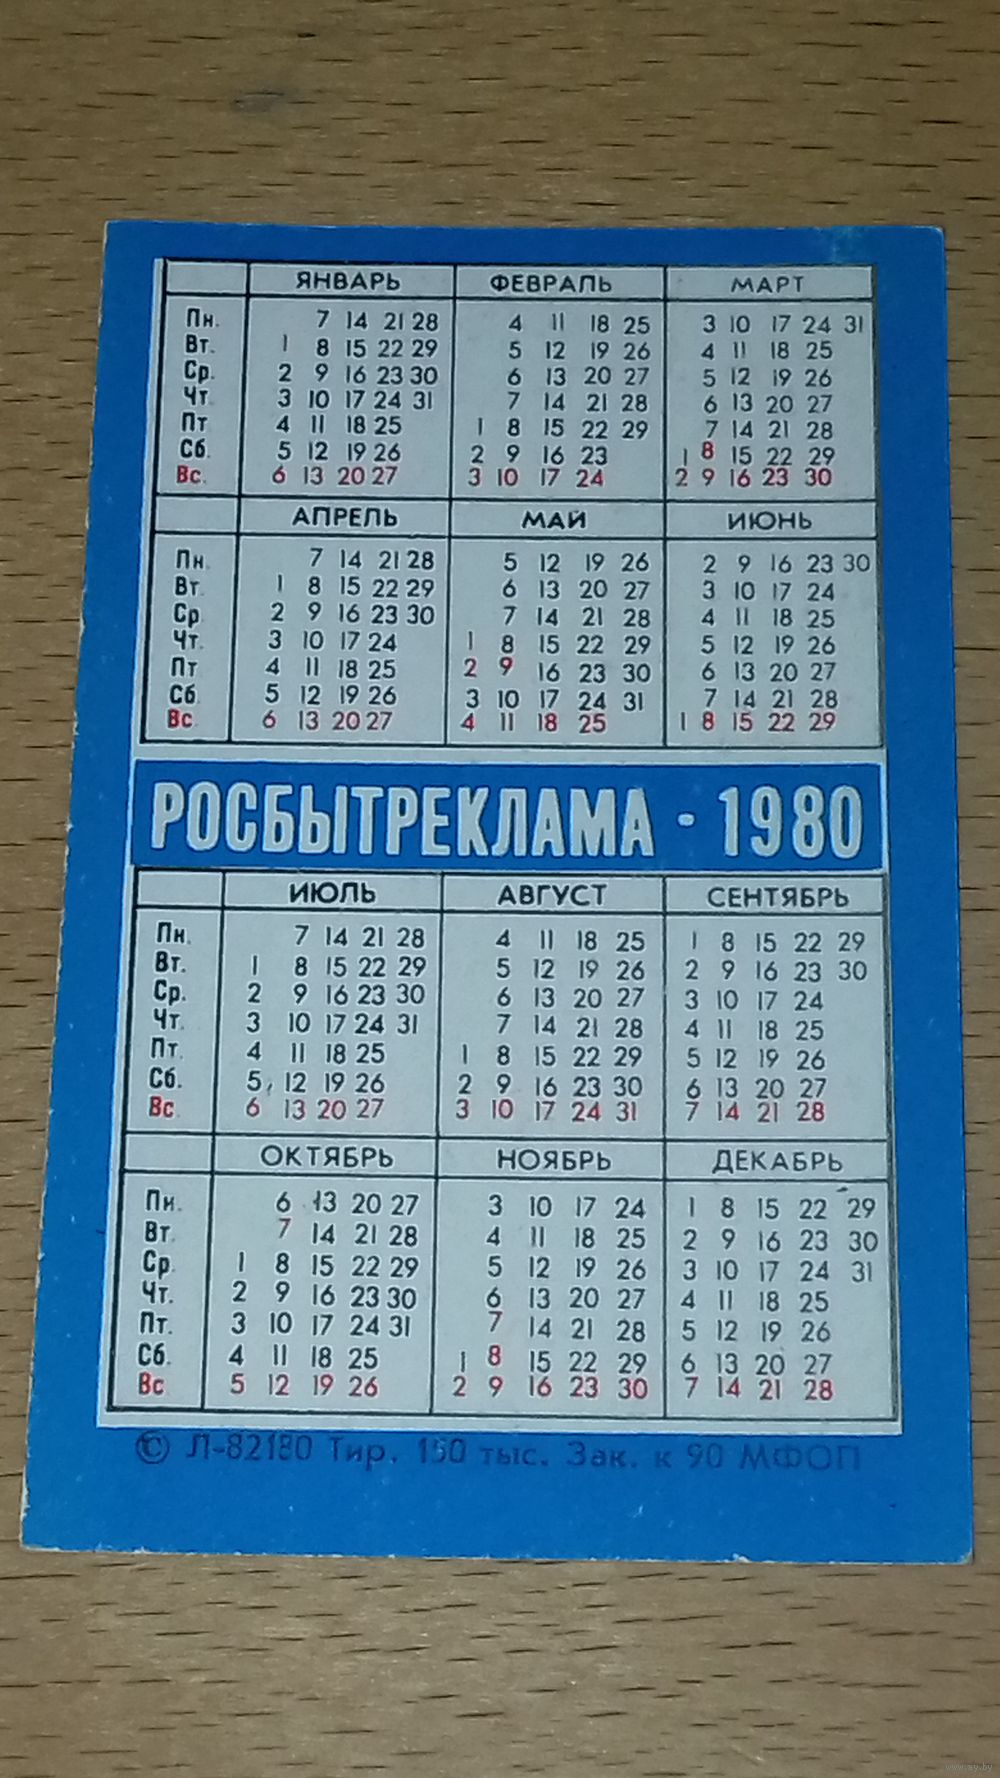 ЯНВАРЬ ФЕВРАЛЬ МАРТ
Пн. 7 14 21 28 4 11 18 25 3 10 17 24 31
Вт. 1 8 15 22 29 5 12 19 26 4 11 18 25
Ср. 2 9 16 23 30 6 13 20 27 5 12 19 26
Чт. 3 10 17 24 31 7 14 21 28 6 13 20 27
Пт 4 11 18 25 1 8 15 22 29 7 14 21 28
Сб. 5 12 19 26 2 9 16 23 1 8 15 22 29
Вс. 6 13 20 27 3 10 17 24 2 9 16 23 30
АПРЕЛЬ МАЙ ИЮНЬ
Пн. 7 14 21 28 5 12 19 26 2 9 16 23 30
Вт 1 8 15 22 29 6 13 20 27 3 10 17 24
Ср 2 9 16 23 30 7 14 21 28 4 11 18 25
Чт. 3 10 17 24 1 8 15 22 29 5 12 19 26
Пт 4 11 18 25 2 9 16 23 30 6 13 20 27
Сб. 5 12 19 26 3 10 17 24 31 7 14 21 28
Вс. 6 13 20 27 4 11 18 25 1 8 15 22 29
РОСБЫТРЕКЛАМА · 1980
ИЮЛЬ АВГУСТ СЕНТЯБРЬ
Пн. 7 14 21 28 4 11 18 25 1 8 15 22 29
Вт. 1 8 15 22 29 5 12 19 26 2 9 16 23 30
Ср. 2 9 16 23 30 6 13 20 27 3 10 17 24
Чт. 3 10 17 24 31 7 14 21 28 4 11 18 25
Пт. 4 11 18 25 1 8 15 22 29 5 12 19 26
Сб. 5 12 19 26 2 9 16 23 30 6 13 20 27
Вс. 6 13 20 27 3 10 17 24 31 7 14 21 28
ОКТЯБРЬ НОЯБРЬ ДЕКАБРЬ
Пн. 6 13 20 27 3 10 17 24 1 8 15 22 29
Вт. 7 14 21 28 4 11 18 25 2 9 16 23 30
Ср. 1 8 15 22 29 5 12 19 26 3 10 17 24 31
Чт. 2 9 16 23 30 6 13 20 27 4 11 18 25
Пт. 3 10 17 24 31 7 14 21 28 5 12 19 26
Сб. 4 11 18 25 1 8 15 22 29 6 13 20 27
Вс 5 12 19 26 2 9 16 23 30 7 14 21 28
© Л-82180 Тир. 150 тыс. Зак. к 90 МФОП
www.ay.by